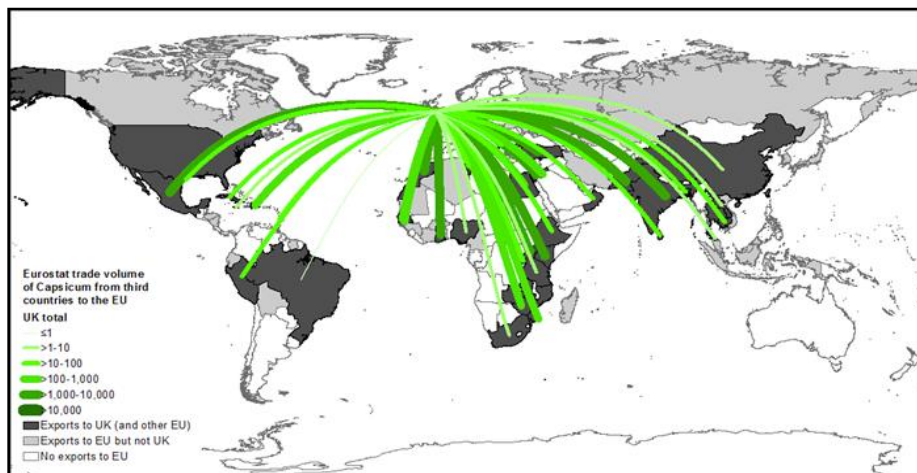 Eurostat trade volume
of Capsicum from third
countries to the EU
UK total
≤1
>1-10
>10-100
>100-1,000
>1,000-10,000
>10,000
Exports to UK (and other EU)
Exports to EU but not UK
No exports to EU